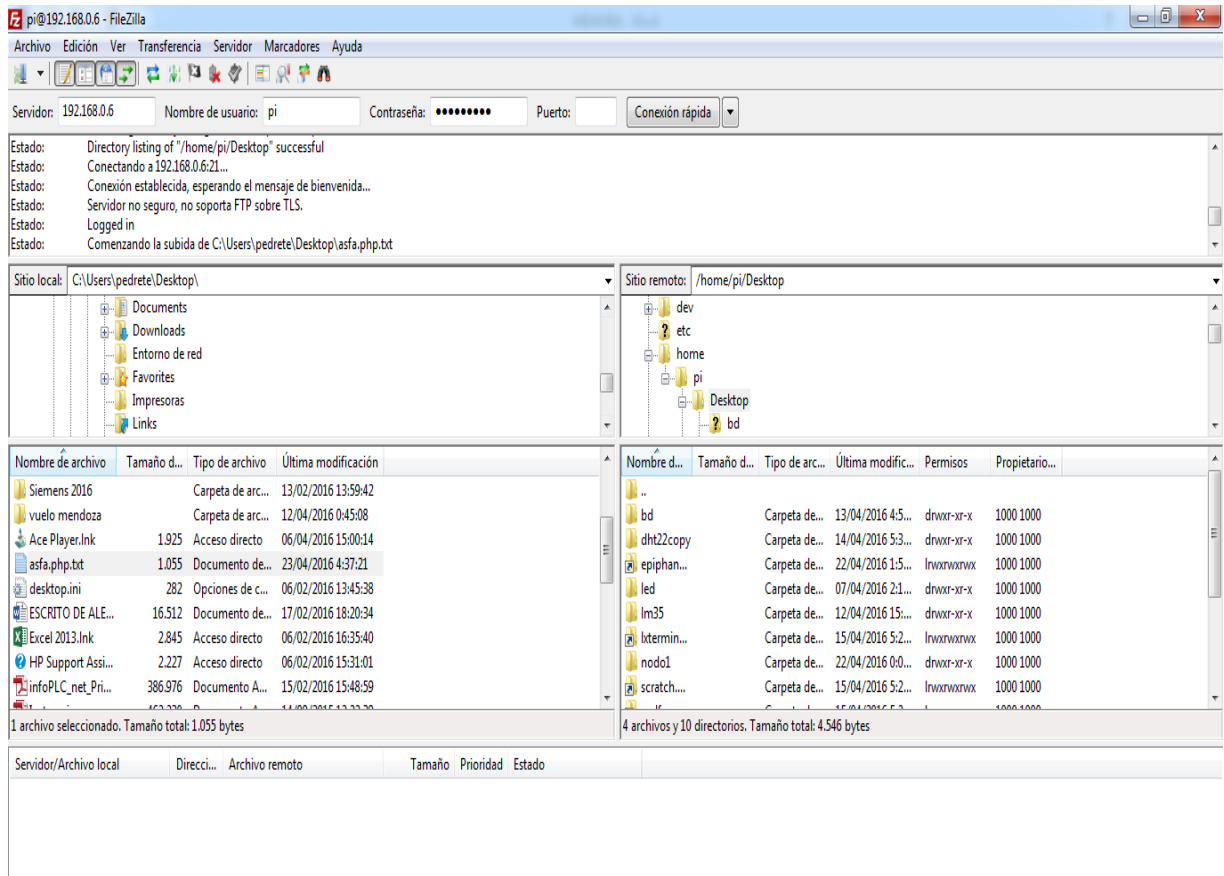 pi@192.168.0.6 - FileZilla
Archivo Edición Ver Transferencia Servidor Marcadores Ayuda
Servidor: 192.168.0.6 Nombre de usuario: pi Contraseña: ●●●●●●●●● Puerto: Conexión rápida
Estado: Directory listing of "/home/pi/Desktop" successful
Estado: Conectando a 192.168.0.6:21...
Estado: Conexión establecida, esperando el mensaje de bienvenida...
Estado: Servidor no seguro, no soporta FTP sobre TLS.
Estado: Logged in
Estado: Comenzando la subida de C:\Users\pedrete\Desktop\asfa.php.txt
Sitio local: C:\Users\pedrete\Desktop\
Documents
Downloads
Entorno de red
Favorites
Impresoras
Links
Sitio remoto: /home/pi/Desktop
dev
? etc
home
pi
Desktop
? bd
Nombre de archivo Tamaño d... Tipo de archivo Última modificación
Siemens 2016 Carpeta de arc... 13/02/2016 13:59:42
vuelo mendoza Carpeta de arc... 12/04/2016 0:45:08
Ace Player.lnk 1.925 Acceso directo 06/04/2016 15:00:14
asfa.php.txt 1.055 Documento de... 23/04/2016 4:37:21
desktop.ini 282 Opciones de c... 06/02/2016 13:45:38
ESCRITO DE ALE... 16.512 Documento de... 17/02/2016 18:20:34
Excel 2013.lnk 2.845 Acceso directo 06/02/2016 16:35:40
HP Support Assi... 2.227 Acceso directo 06/02/2016 15:31:01
infoPLC_net_Pri... 386.976 Documento A... 15/02/2016 15:48:59
1 archivo seleccionado. Tamaño total: 1.055 bytes
Nombre d... Tamaño d... Tipo de arc... Última modific... Permisos Propietario...
..
bd Carpeta de... 13/04/2016 4:5... drwxr-xr-x 1000 1000
dht22copy Carpeta de... 14/04/2016 5:3... drwxr-xr-x 1000 1000
epiphan... Carpeta de... 22/04/2016 1:5... lrwxrwxrwx 1000 1000
led Carpeta de... 07/04/2016 2:1... drwxr-xr-x 1000 1000
lm35 Carpeta de... 12/04/2016 15:... drwxr-xr-x 1000 1000
lxtermin... Carpeta de... 15/04/2016 5:2... lrwxrwxrwx 1000 1000
nodo1 Carpeta de... 22/04/2016 0:0... drwxr-xr-x 1000 1000
scratch.... Carpeta de... 15/04/2016 5:2... lrwxrwxrwx 1000 1000
4 archivos y 10 directorios. Tamaño total: 4.546 bytes
Servidor/Archivo local Direcci... Archivo remoto Tamaño Prioridad Estado